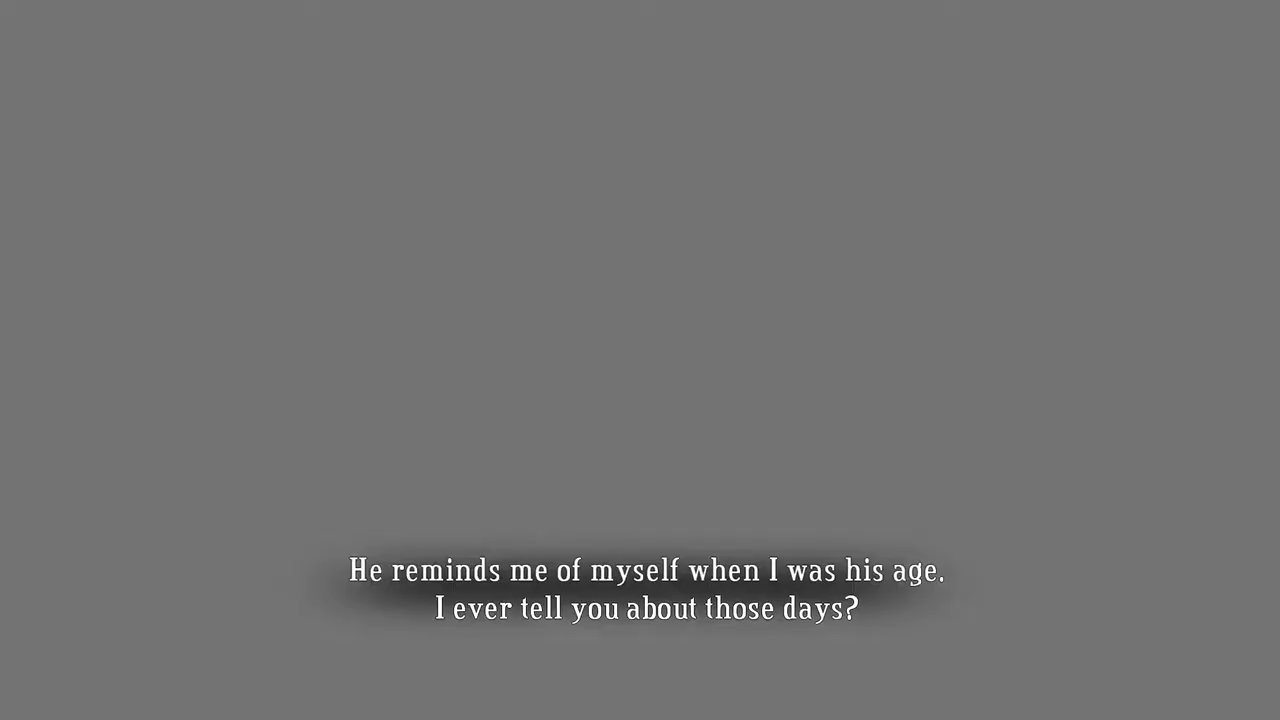 He reminds me of myself when I was his age.
I ever tell you about those days?